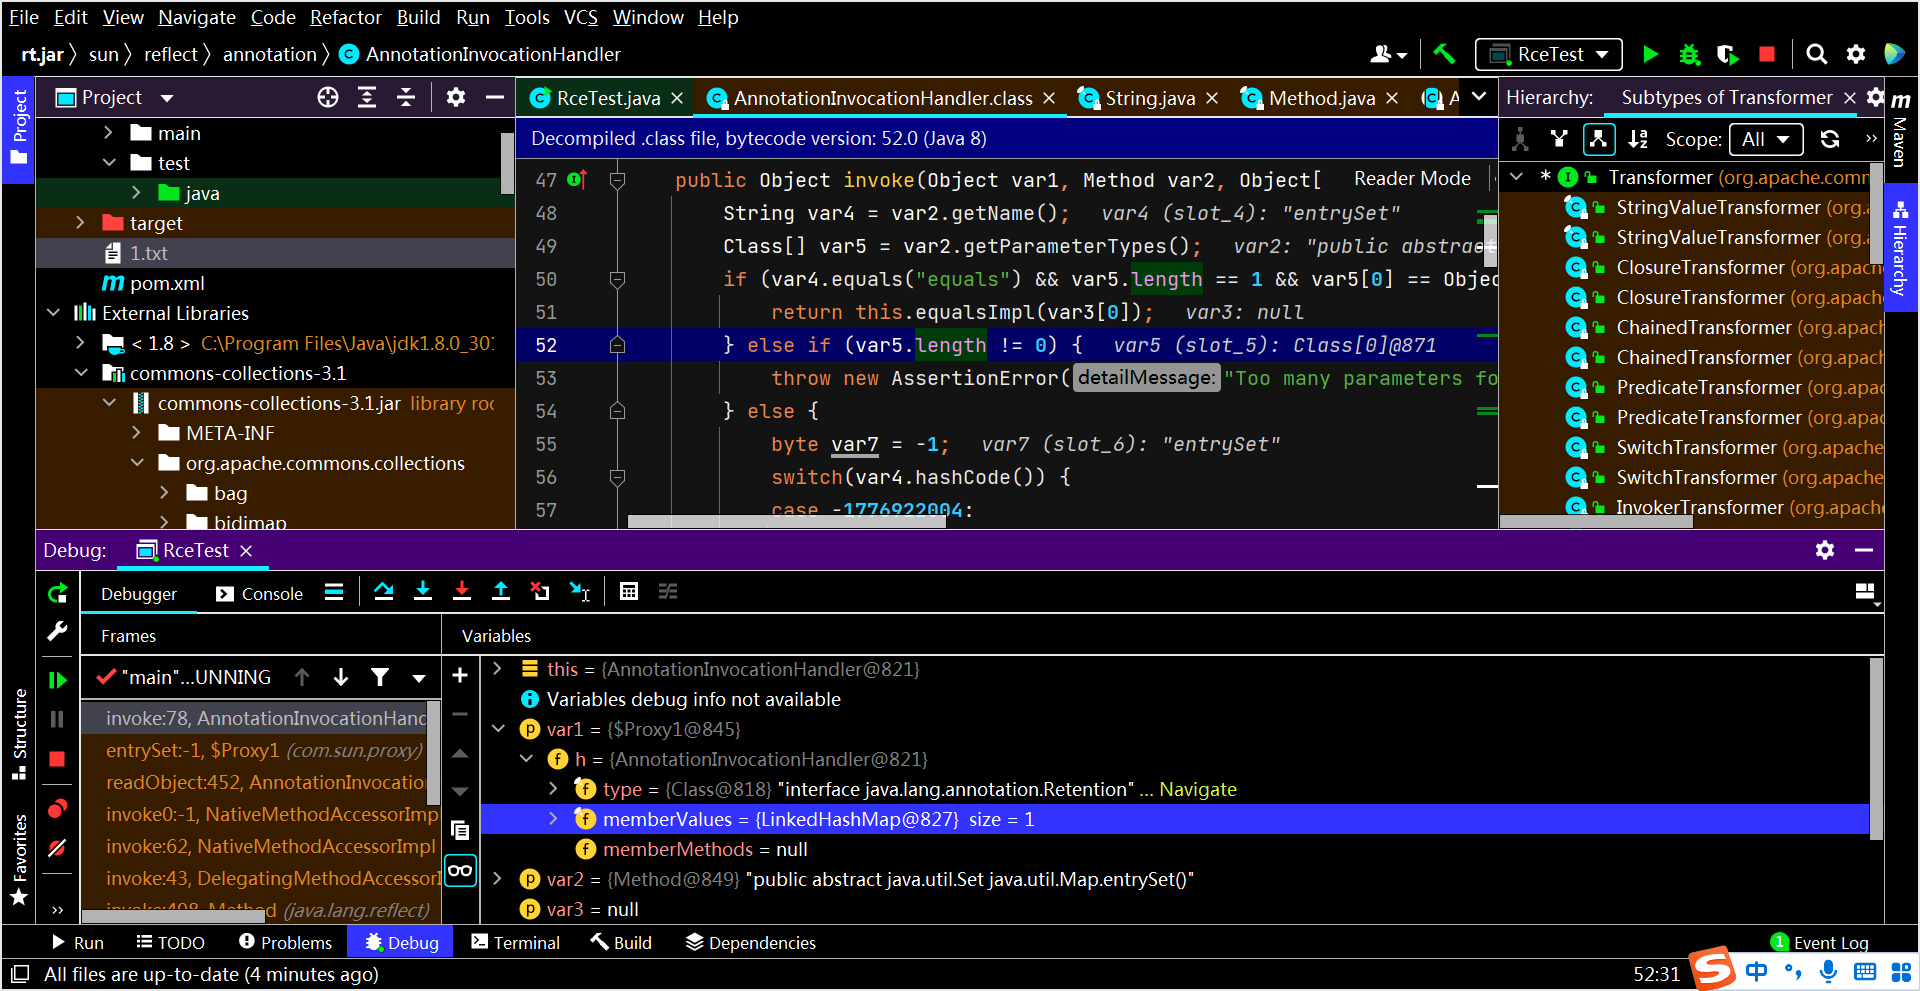 File Edit View Navigate Code Refactor Build Run Tools VCS Window Help
rt.jar 〉 sun 〉 reflect 〉 annotation 〉 AnnotationInvocationHandler
RceTest
Project
Project
main
test
java
target
1.txt
pom.xml
External Libraries
< 1.8 > C:\Program Files\Java\jdk1.8.0_301
commons-collections-3.1
commons-collections-3.1.jar library roo
META-INF
org.apache.commons.collections
bag
bidimap
RceTest.java AnnotationInvocationHandler.class String.java Method.java A
Decompiled .class file, bytecode version: 52.0 (Java 8)
Reader Mode
47 public Object invoke(Object var1, Method var2, Object[
48 String var4 = var2.getName(); var4 (slot_4): "entrySet"
49 Class[] var5 = var2.getParameterTypes(); var2: "public abstract
50 if (var4.equals("equals") && var5.length == 1 && var5[0] == Objec
51 return this.equalsImpl(var3[0]); var3: null
52 } else if (var5.length != 0) { var5 (slot_5): Class[0]@871
53 throw new AssertionError( detailMessage: "Too many parameters fo
54 } else {
55 byte var7 = -1; var7 (slot_6): "entrySet"
56 switch(var4.hashCode()) {
57 case -1776922004:
Hierarchy: Subtypes of Transformer
Scope: All
* Transformer (org.apache.comm
StringValueTransformer (org.a
StringValueTransformer (org.a
ClosureTransformer (org.apach
ClosureTransformer (org.apach
ChainedTransformer (org.apach
ChainedTransformer (org.apach
PredicateTransformer (org.apac
PredicateTransformer (org.apac
SwitchTransformer (org.apache
SwitchTransformer (org.apache
InvokerTransformer (org.apache
m Maven
Hierarchy
Debug: RceTest
Debugger Console
Frames
Variables
"main"...UNNING
invoke:78, AnnotationInvocationHanc
entrySet:-1, $Proxy1 (com.sun.proxy)
readObject:452, AnnotationInvocatio
invoke0:-1, NativeMethodAccessorImp
invoke:62, NativeMethodAccessorImpl
invoke:43, DelegatingMethodAccessorI
invoke:498, Method (java.lang.reflect)
this = {AnnotationInvocationHandler@821}
Variables debug info not available
var1 = {$Proxy1@845}
h = {AnnotationInvocationHandler@821}
type = {Class@818} "interface java.lang.annotation.Retention" ... Navigate
memberValues = {LinkedHashMap@827} size = 1
memberMethods = null
var2 = {Method@849} "public abstract java.util.Set java.util.Map.entrySet()"
var3 = null
Structure
Favorites
Run TODO Problems Debug Terminal Build Dependencies
1 Event Log
All files are up-to-date (4 minutes ago)
52:31
S 中